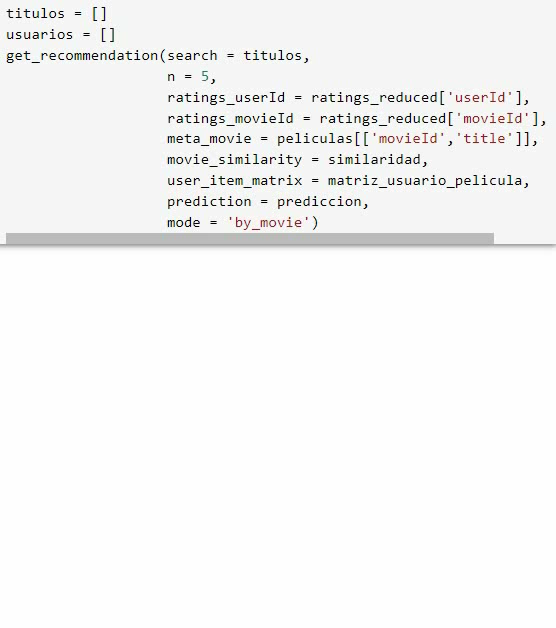 titulos = []
usuarios = []
get_recommendation(search = titulos,
                   n = 5,
                   ratings_userId = ratings_reduced['userId'],
                   ratings_movieId = ratings_reduced['movieId'],
                   meta_movie = peliculas[['movieId','title']],
                   movie_similarity = similaridad,
                   user_item_matrix = matriz_usuario_pelicula,
                   prediction = prediccion,
                   mode = 'by_movie')